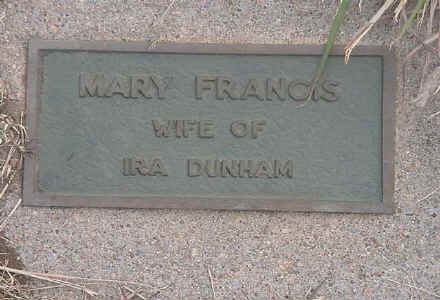 MARY FRANCIS
WIFE OF
IRA DUNHAM